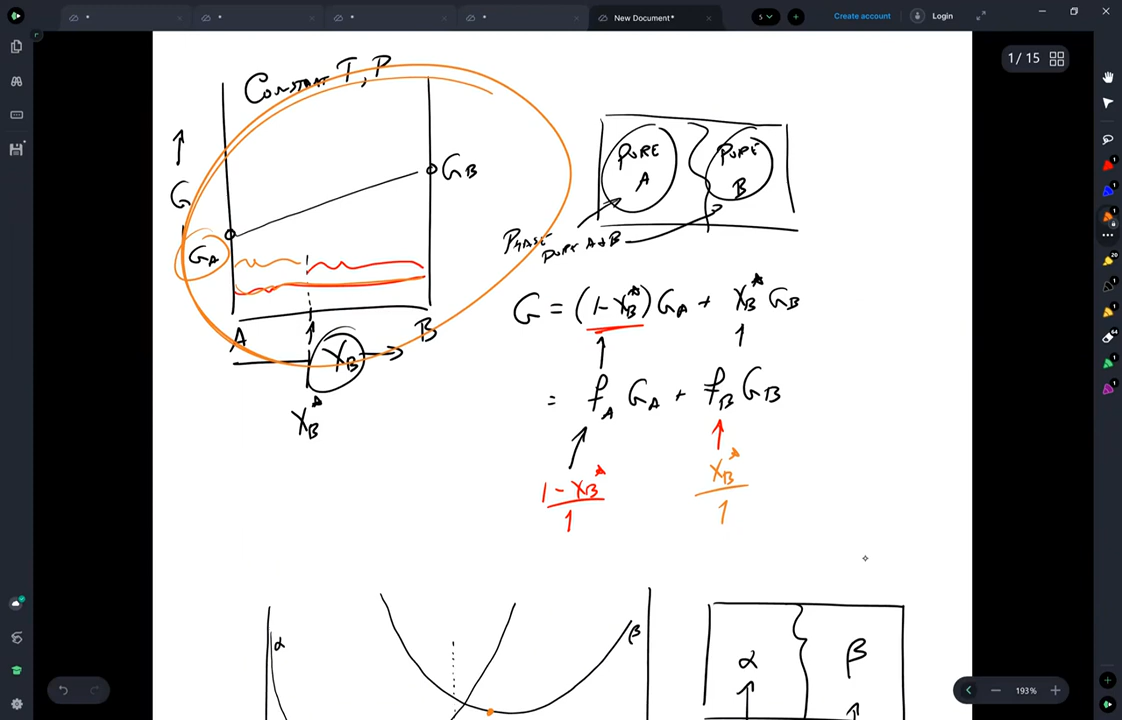 New Document*
5
Create account
Login
1 / 15
CONSTANT T, P
G
G_B
G_A
A
B
X_B
X_B*
PURE A
PURE B
PHASE
PURE A + B
G = (1 - X_B*) G_A + X_B* G_B
1
= f_A G_A + f_B G_B
1 - X_B*
1
X_B*
1
α
β
α
β
193%